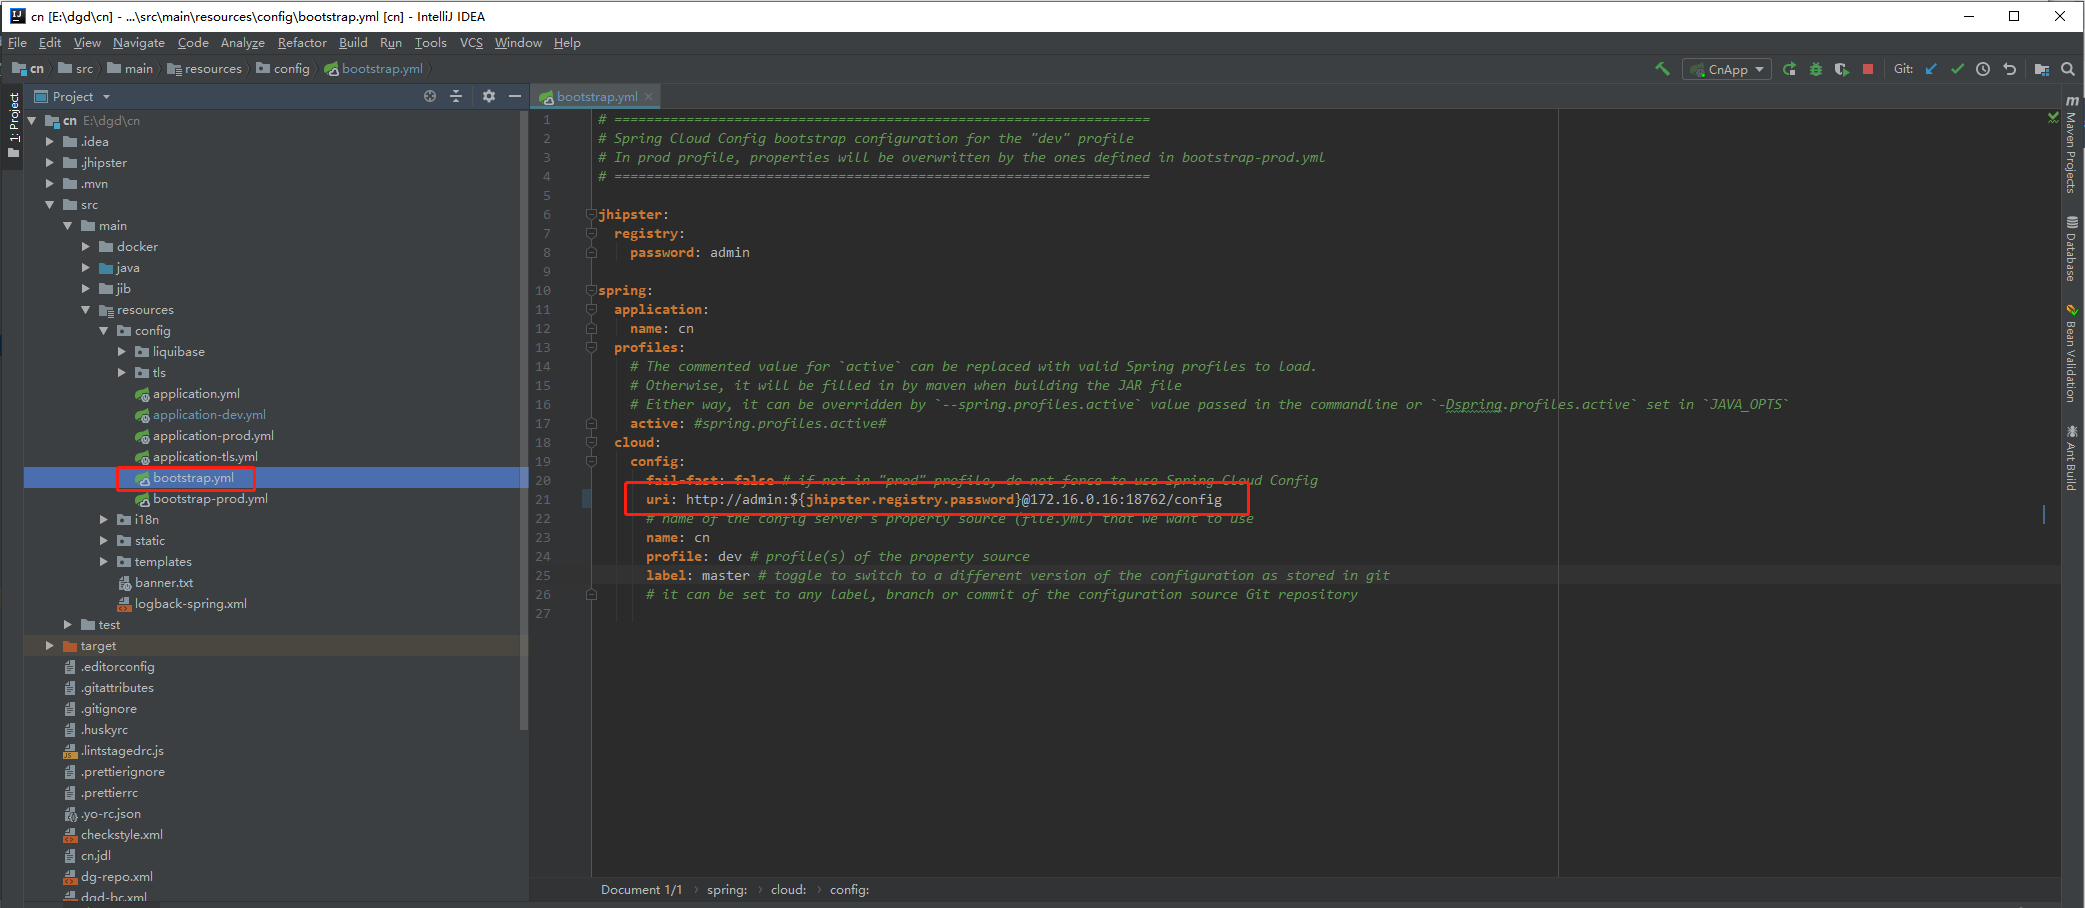 cn [E:\dgd\cn] - ...\src\main\resources\config\bootstrap.yml [cn] - IntelliJ IDEA
File Edit View Navigate Code Analyze Refactor Build Run Tools VCS Window Help
cn src main resources config bootstrap.yml CnApp Git:
Project
1: Project
cn E:\dgd\cn
.idea
.jhipster
.mvn
src
main
docker
java
jib
resources
config
liquibase
tls
application.yml
application-dev.yml
application-prod.yml
application-tls.yml
bootstrap.yml
bootstrap-prod.yml
i18n
static
templates
banner.txt
logback-spring.xml
test
target
.editorconfig
.gitattributes
.gitignore
.huskyrc
.lintstagedrc.js
.prettierignore
.prettierrc
.yo-rc.json
checkstyle.xml
cn.jdl
dg-repo.xml
dgd-bc.xml
bootstrap.yml
1 # ===================================================================
2 # Spring Cloud Config bootstrap configuration for the "dev" profile
3 # In prod profile, properties will be overwritten by the ones defined in bootstrap-prod.yml
4 # ===================================================================
5
6 jhipster:
7 registry:
8 password: admin
9
10 spring:
11 application:
12 name: cn
13 profiles:
14 # The commented value for `active` can be replaced with valid Spring profiles to load.
15 # Otherwise, it will be filled in by maven when building the JAR file
16 # Either way, it can be overridden by `--spring.profiles.active` value passed in the commandline or `-Dspring.profiles.active` set in `JAVA_OPTS`
17 active: #spring.profiles.active#
18 cloud:
19 config:
20 fail-fast: false # if not in "prod" profile, do not force to use Spring Cloud Config
21 uri: http://admin:${jhipster.registry.password}@172.16.0.16:18762/config
22 # name of the config server's property source (file.yml) that we want to use
23 name: cn
24 profile: dev # profile(s) of the property source
25 label: master # toggle to switch to a different version of the configuration as stored in git
26 # it can be set to any label, branch or commit of the configuration source Git repository
27
Document 1/1 › spring: › cloud: › config:
Maven Projects
Database
Bean Validation
Ant Build